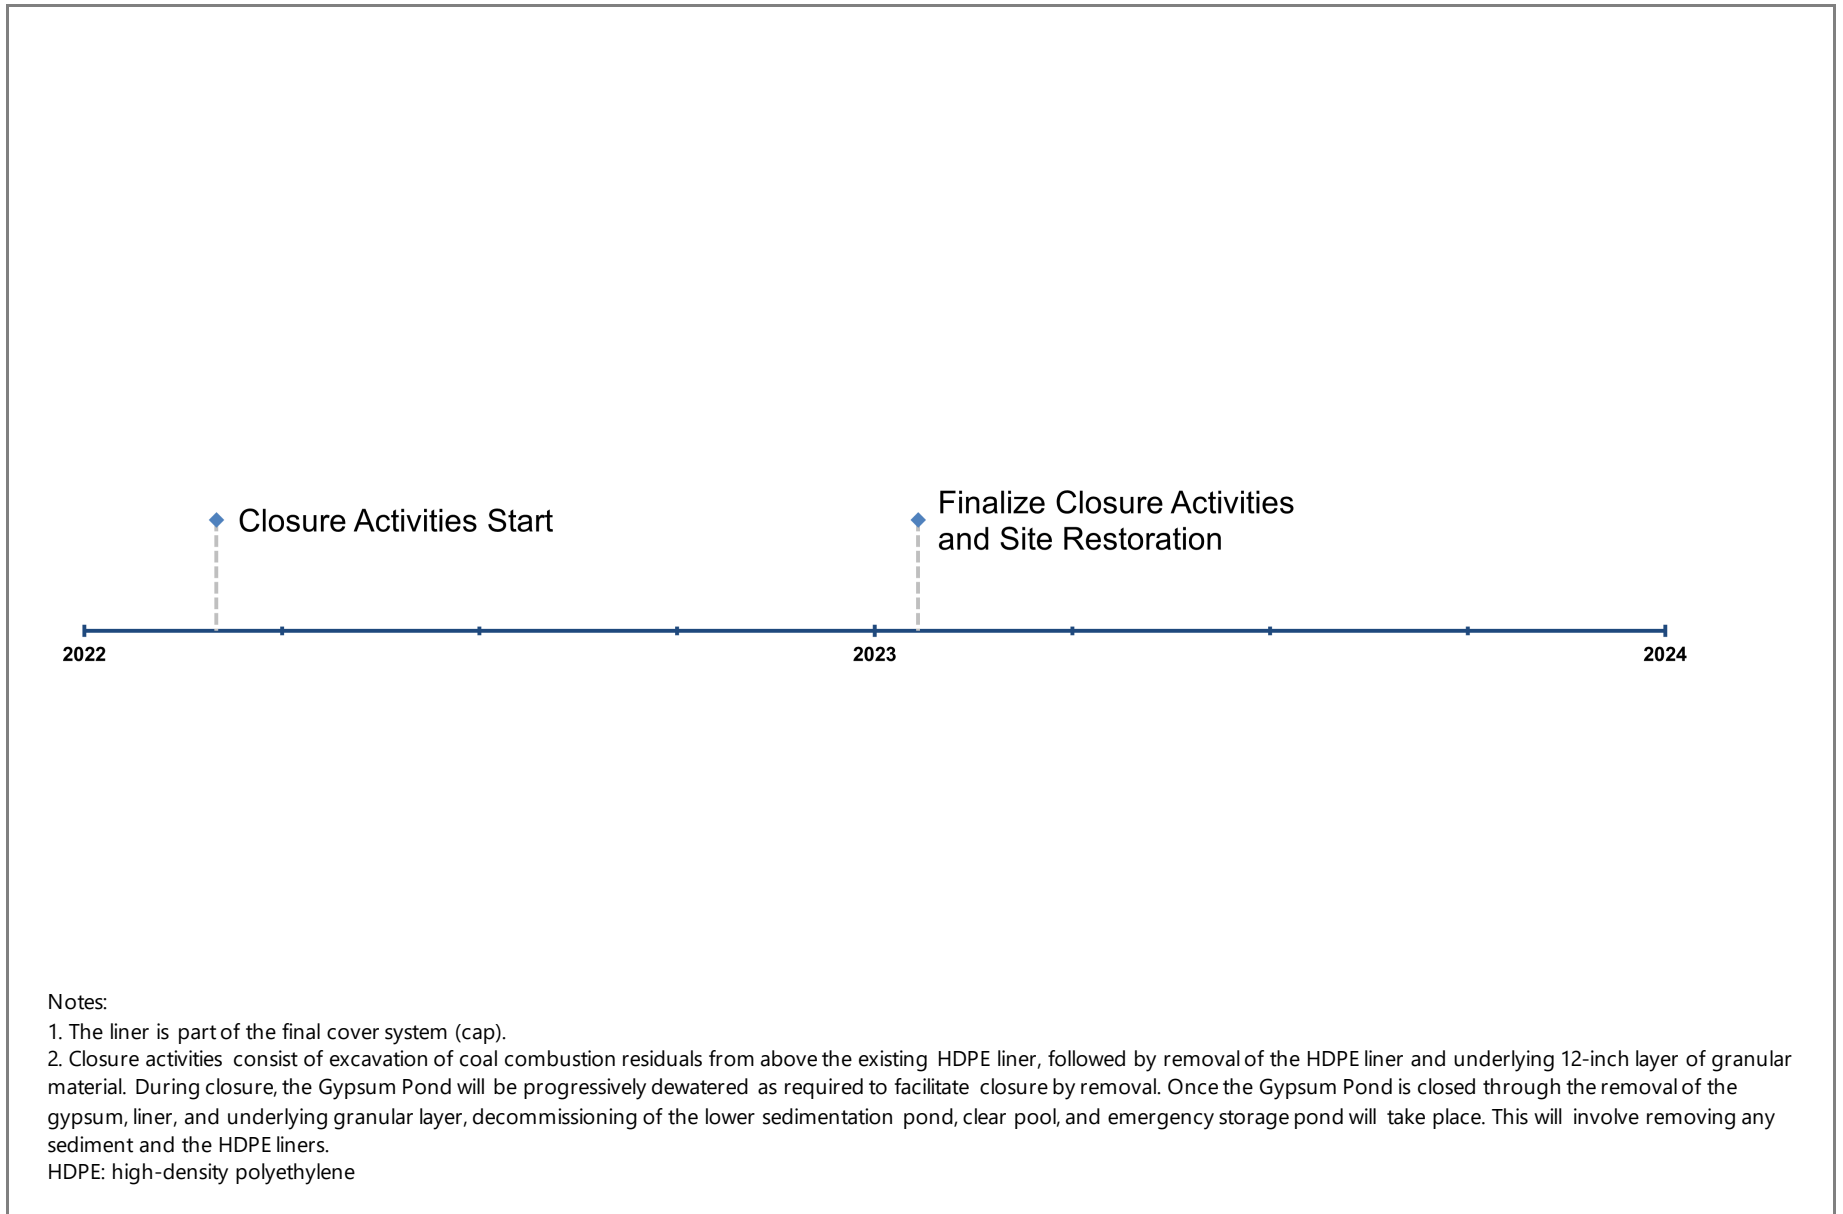 Closure Activities Start
Finalize Closure Activities
and Site Restoration
2022
2023
2024
Notes:
1. The liner is part of the final cover system (cap).
2. Closure activities consist of excavation of coal combustion residuals from above the existing HDPE liner, followed by removal of the HDPE liner and underlying 12-inch layer of granular
material. During closure, the Gypsum Pond will be progressively dewatered as required to facilitate closure by removal. Once the Gypsum Pond is closed through the removal of the
gypsum, liner, and underlying granular layer, decommissioning of the lower sedimentation pond, clear pool, and emergency storage pond will take place. This will involve removing any
sediment and the HDPE liners.
HDPE: high-density polyethylene